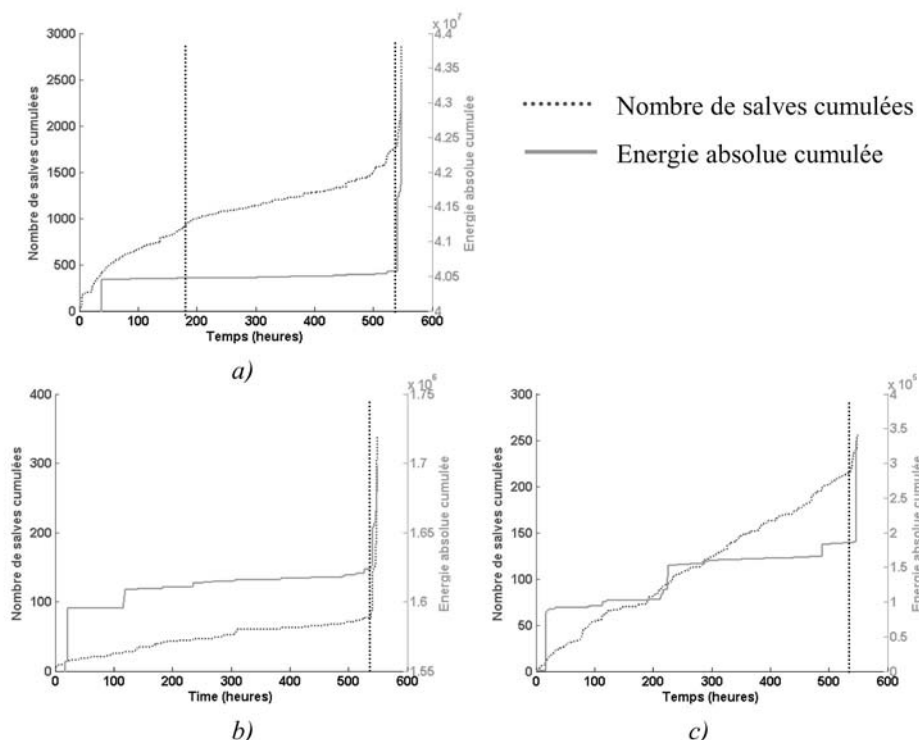 x 10⁷
3000
2500
2000
1500
1000
500
0
Nombre de salves cumulées
4.4
4.35
4.3
4.25
4.2
4.15
4.1
4.05
4
Energie absolue cumulée
0 100 200 300 400 500 600
Temps (heures)
a)
Nombre de salves cumulées
Energie absolue cumulée
x 10⁶
400
300
200
100
0
Nombre de salves cumulées
1.75
1.7
1.65
1.6
1.55
Energie absolue cumulée
0 100 200 300 400 500 600
Time (heures)
b)
x 10⁵
300
250
200
150
100
50
0
Nombre de salves cumulées
4
3.5
3
2.5
2
1.5
1
0.5
0
Energie absolue cumulée
0 100 200 300 400 500 600
Temps (heures)
c)